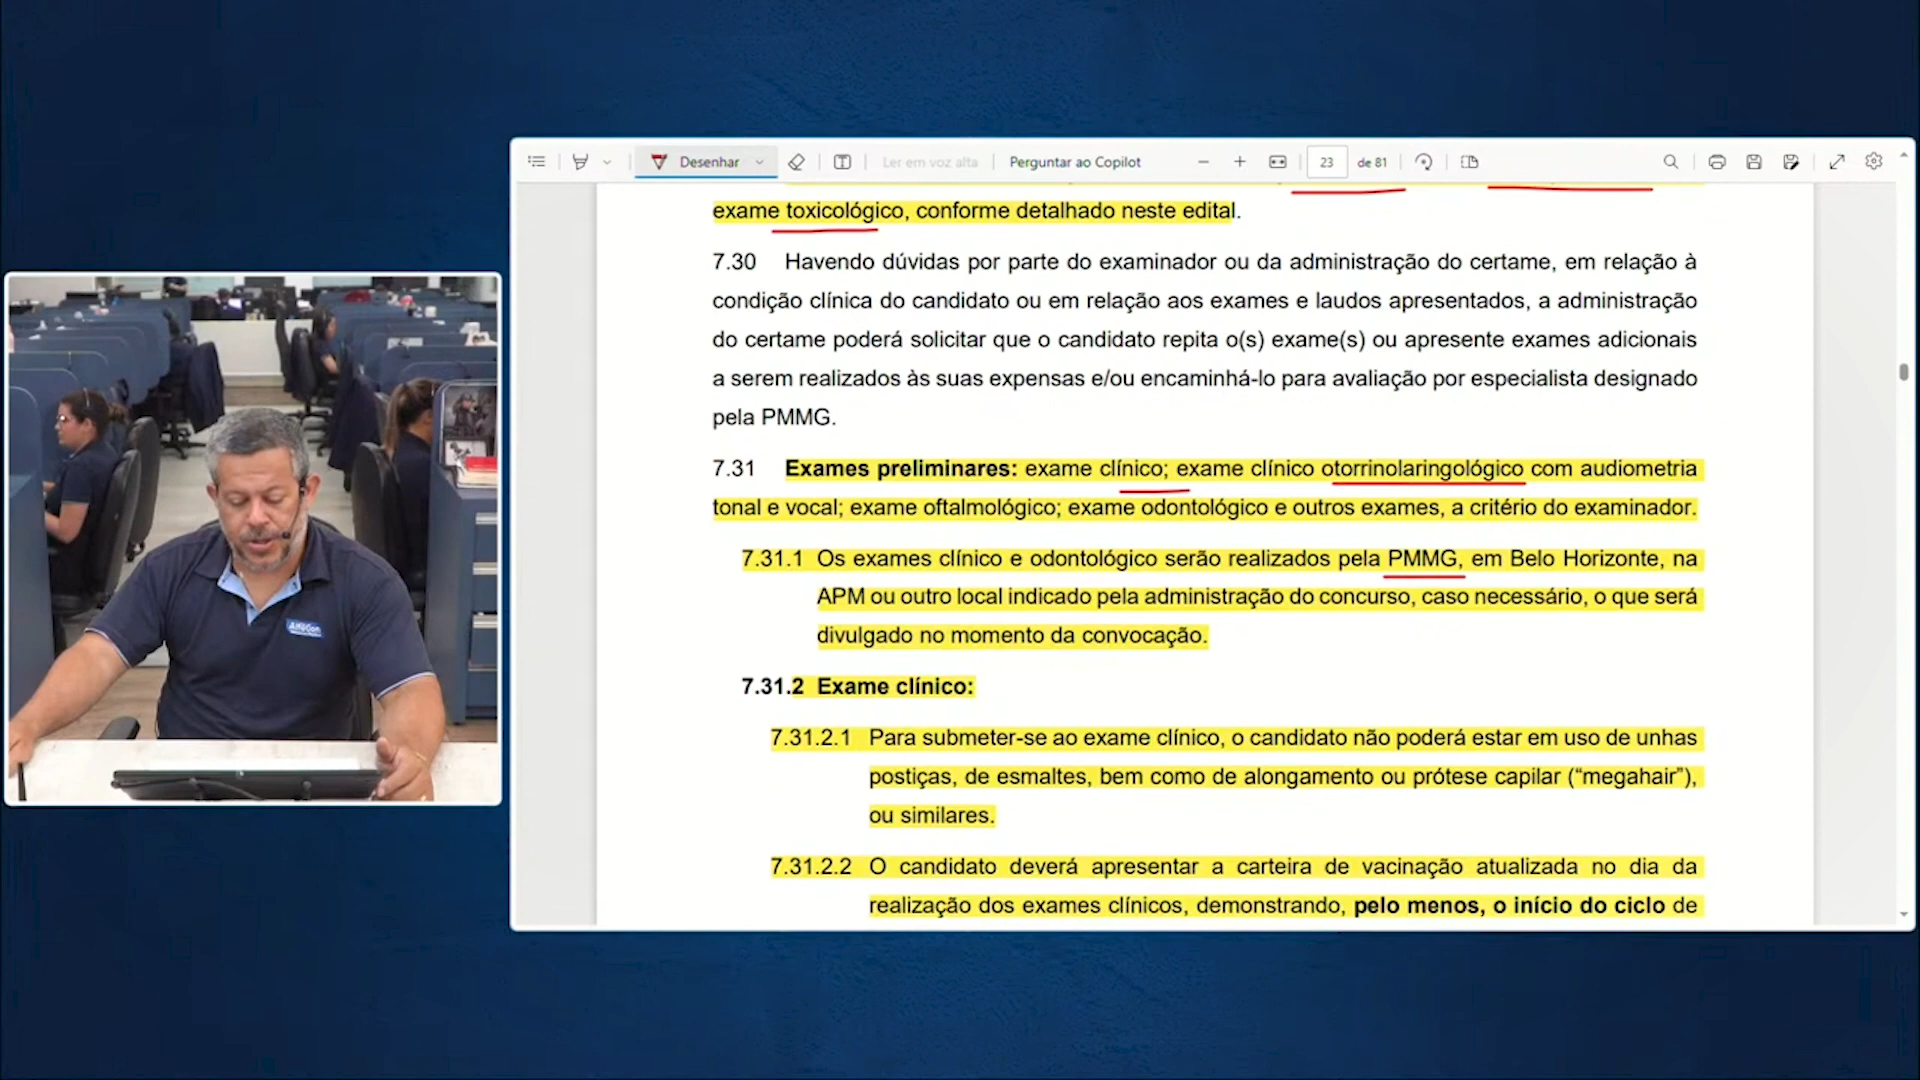 Desenhar
Ler em voz alta
Perguntar ao Copilot
23
de 81
exame toxicológico, conforme detalhado neste edital.
7.30 Havendo dúvidas por parte do examinador ou da administração do certame, em relação à
condição clínica do candidato ou em relação aos exames e laudos apresentados, a administração
do certame poderá solicitar que o candidato repita o(s) exame(s) ou apresente exames adicionais
a serem realizados às suas expensas e/ou encaminhá-lo para avaliação por especialista designado
pela PMMG.
7.31 Exames preliminares: exame clínico; exame clínico otorrinolaringológico com audiometria
tonal e vocal; exame oftalmológico; exame odontológico e outros exames, a critério do examinador.
7.31.1 Os exames clínico e odontológico serão realizados pela PMMG, em Belo Horizonte, na
APM ou outro local indicado pela administração do concurso, caso necessário, o que será
divulgado no momento da convocação.
7.31.2 Exame clínico:
7.31.2.1 Para submeter-se ao exame clínico, o candidato não poderá estar em uso de unhas
postiças, de esmaltes, bem como de alongamento ou prótese capilar (“megahair”),
ou similares.
7.31.2.2 O candidato deverá apresentar a carteira de vacinação atualizada no dia da
realização dos exames clínicos, demonstrando, pelo menos, o início do ciclo de